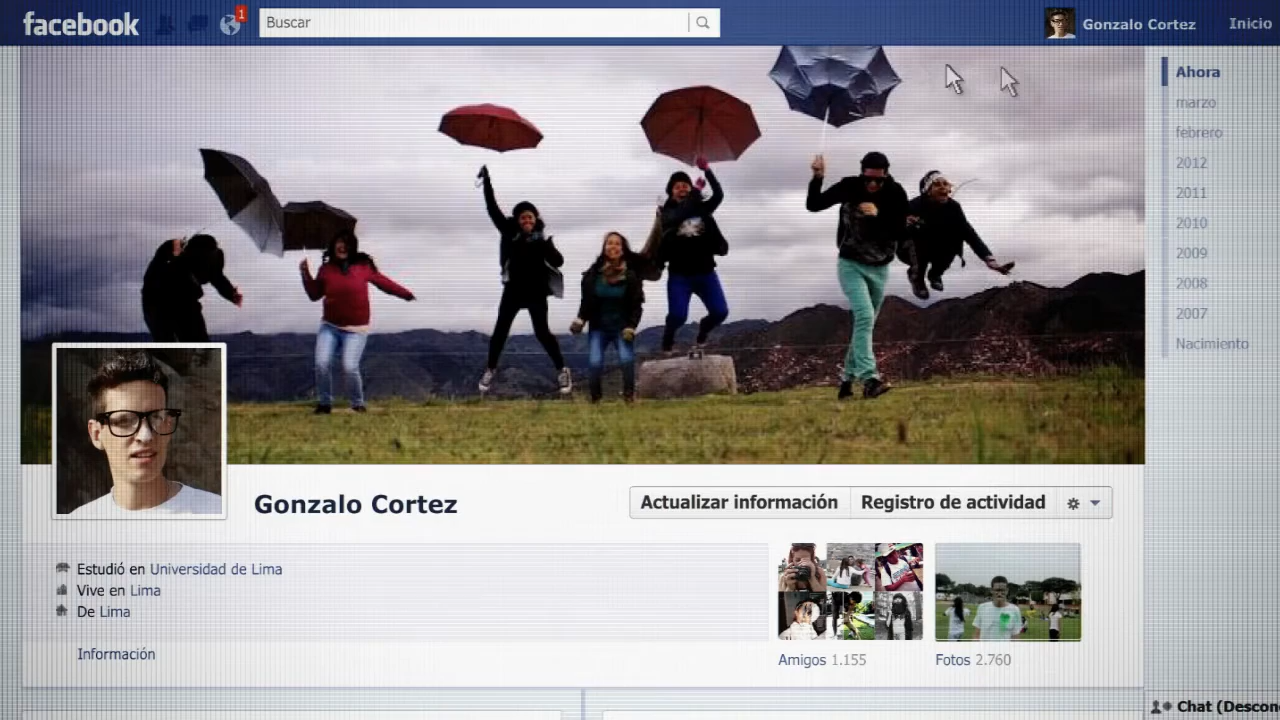 facebook
1
Buscar
Gonzalo Cortez
Inicio
Ahora
marzo
febrero
2012
2011
2010
2009
2008
2007
Nacimiento
Gonzalo Cortez
Actualizar información
Registro de actividad
Estudió en Universidad de Lima
Vive en Lima
De Lima
Información
Amigos 1.155
Fotos 2.760
Chat (Descon